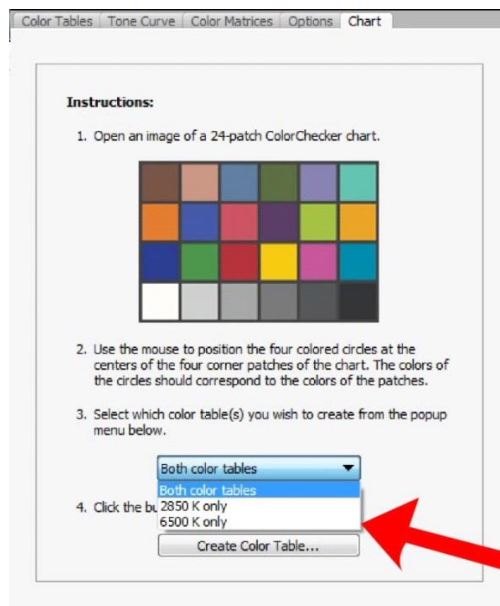 Color Tables Tone Curve Color Matrices Options Chart
Instructions:
1. Open an image of a 24-patch ColorChecker chart.
2. Use the mouse to position the four colored circles at the
centers of the four corner patches of the chart. The colors of
the circles should correspond to the colors of the patches.
3. Select which color table(s) you wish to create from the popup
menu below.
Both color tables
Both color tables
2850 K only
4. Click the bu
6500 K only
Create Color Table...